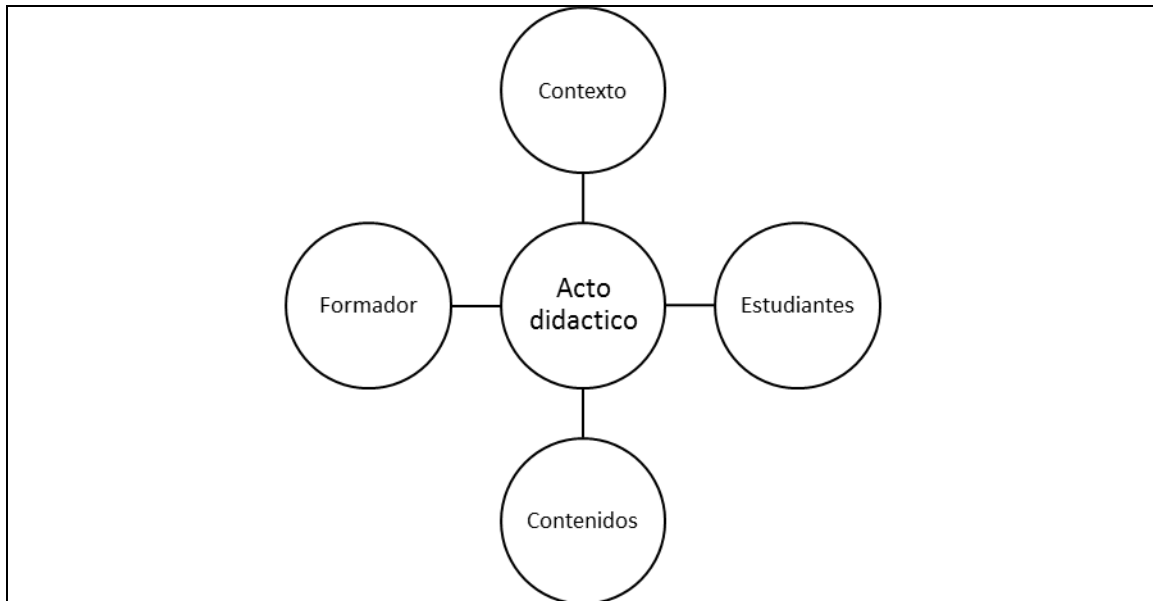 Contexto
Formador
Acto
didactico
Estudiantes
Contenidos